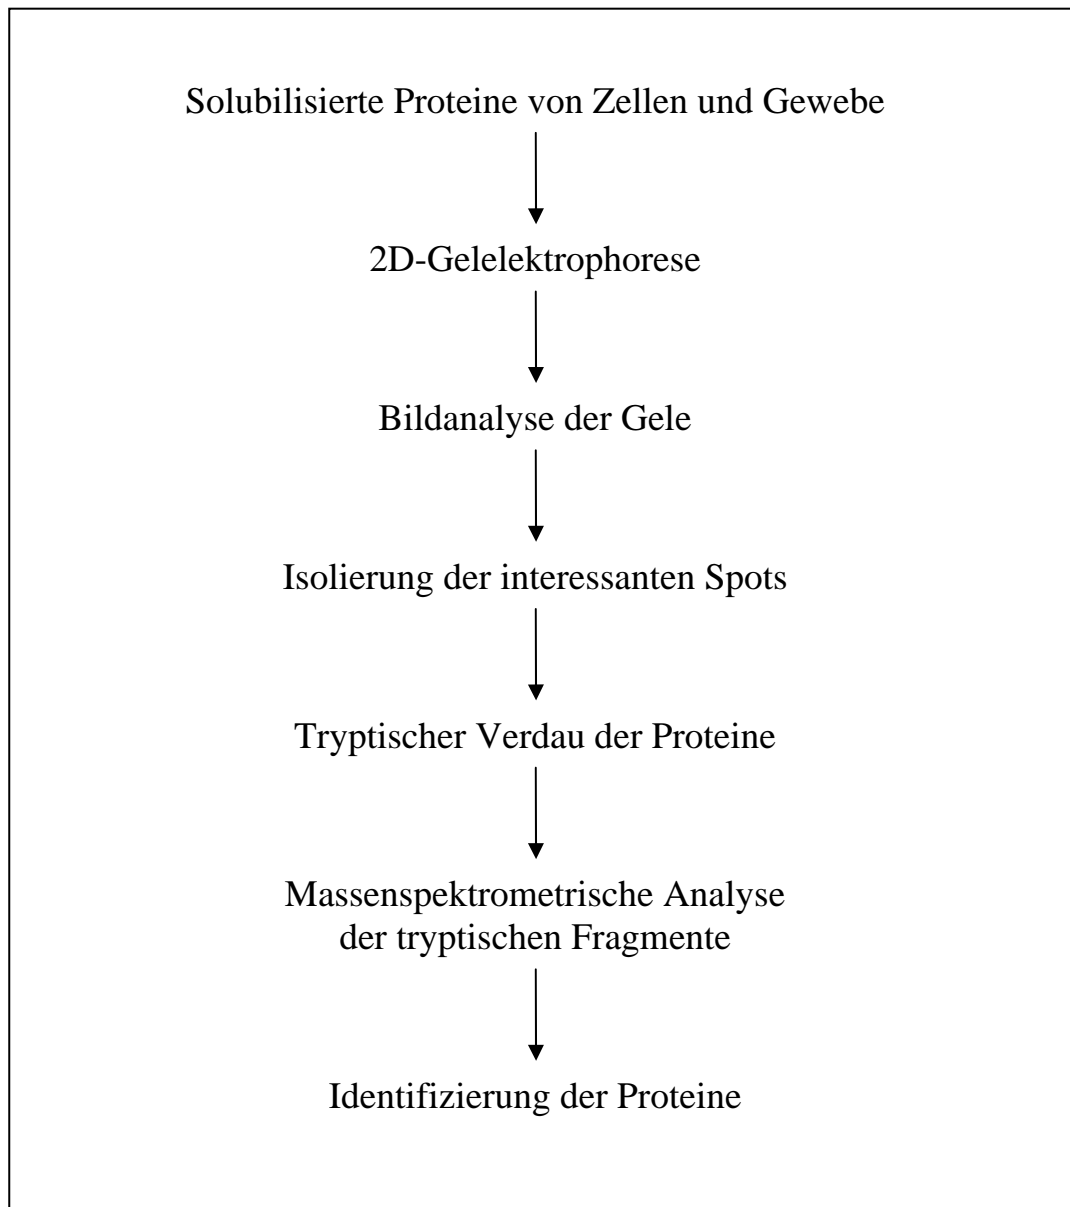 Solubilisierte Proteine von Zellen und Gewebe
2D-Gelelektrophorese
Bildanalyse der Gele
Isolierung der interessanten Spots
Tryptischer Verdau der Proteine
Massenspektrometrische Analyse
der tryptischen Fragmente
Identifizierung der Proteine